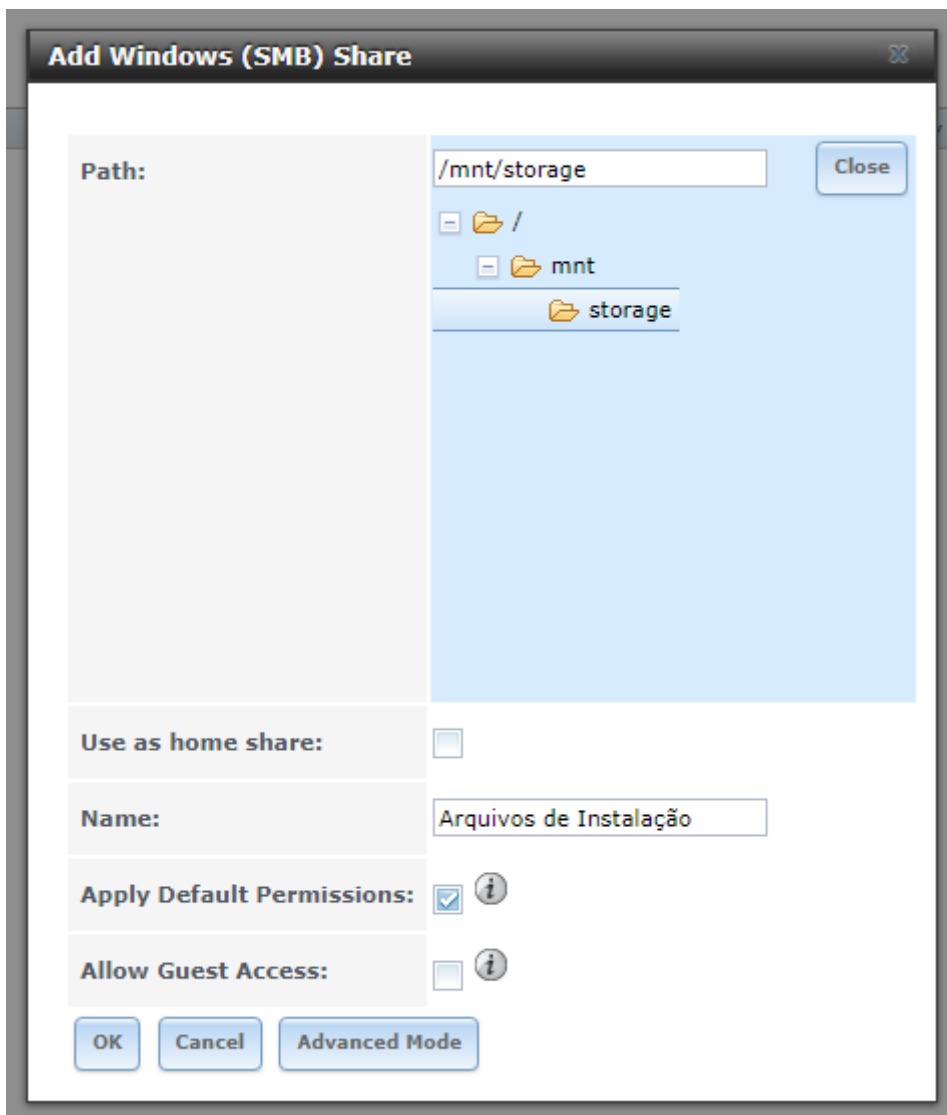 Add Windows (SMB) Share
Path:
/mnt/storage
Close
/
mnt
storage
Use as home share:
Name:
Arquivos de Instalação
Apply Default Permissions:
Allow Guest Access:
OK
Cancel
Advanced Mode